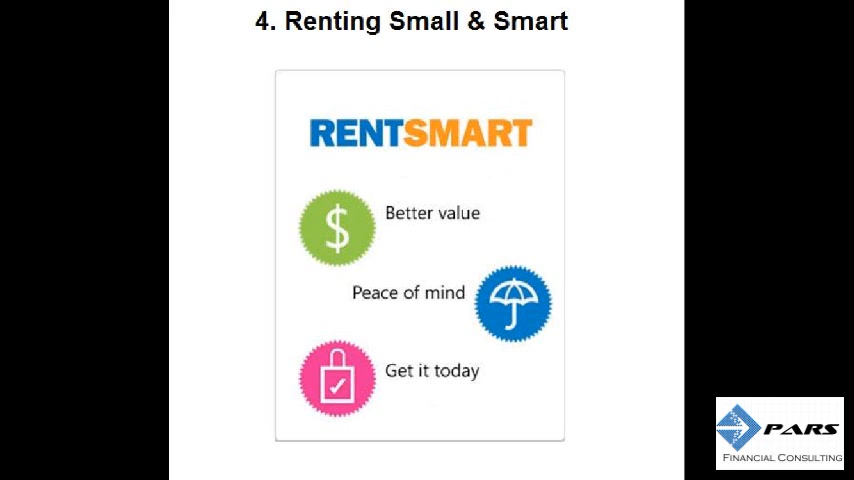 4. Renting Small & Smart
RENTSMART
$
Better value
Peace of mind
Get it today
PARS
FINANCIAL CONSULTING